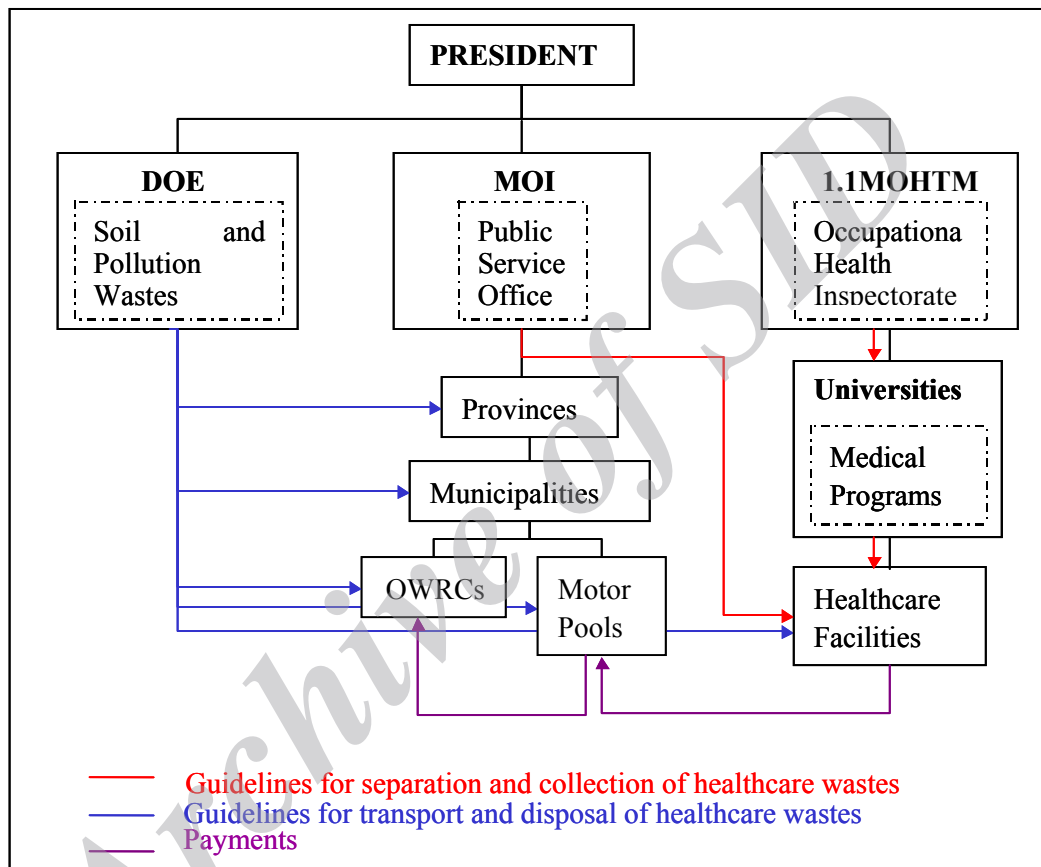 PRESIDENT
DOE
Soil and
Pollution
Wastes
MOI
Public
Service
Office
1.1MOHTM
Occupationa
Health
Inspectorate
Provinces
Universities
Medical
Programs
Municipalities
OWRCs
Motor
Pools
Healthcare
Facilities
Guidelines for separation and collection of healthcare wastes
Guidelines for transport and disposal of healthcare wastes
Payments
Archive of SID